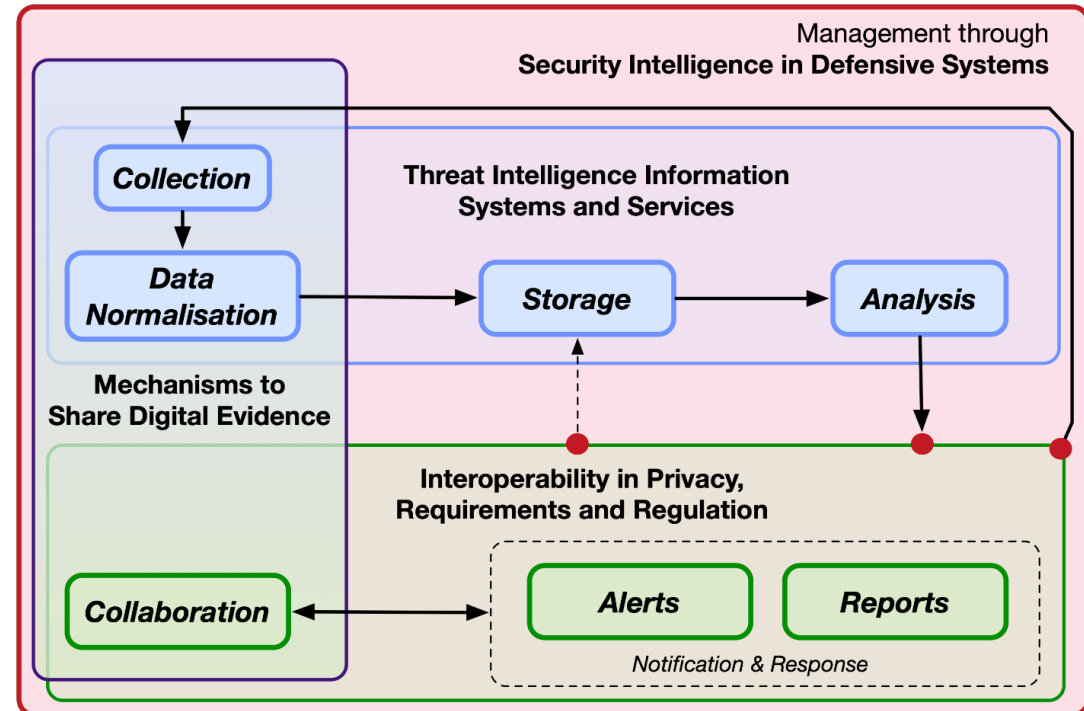 Management through
Security Intelligence in Defensive Systems
Collection
Threat Intelligence Information
Systems and Services
Data
Normalisation
Storage
Analysis
Mechanisms to
Share Digital Evidence
Interoperability in Privacy,
Requirements and Regulation
Collaboration
Alerts
Reports
Notification & Response